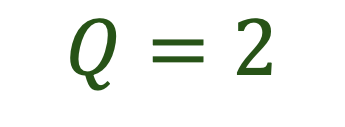 Q = 2